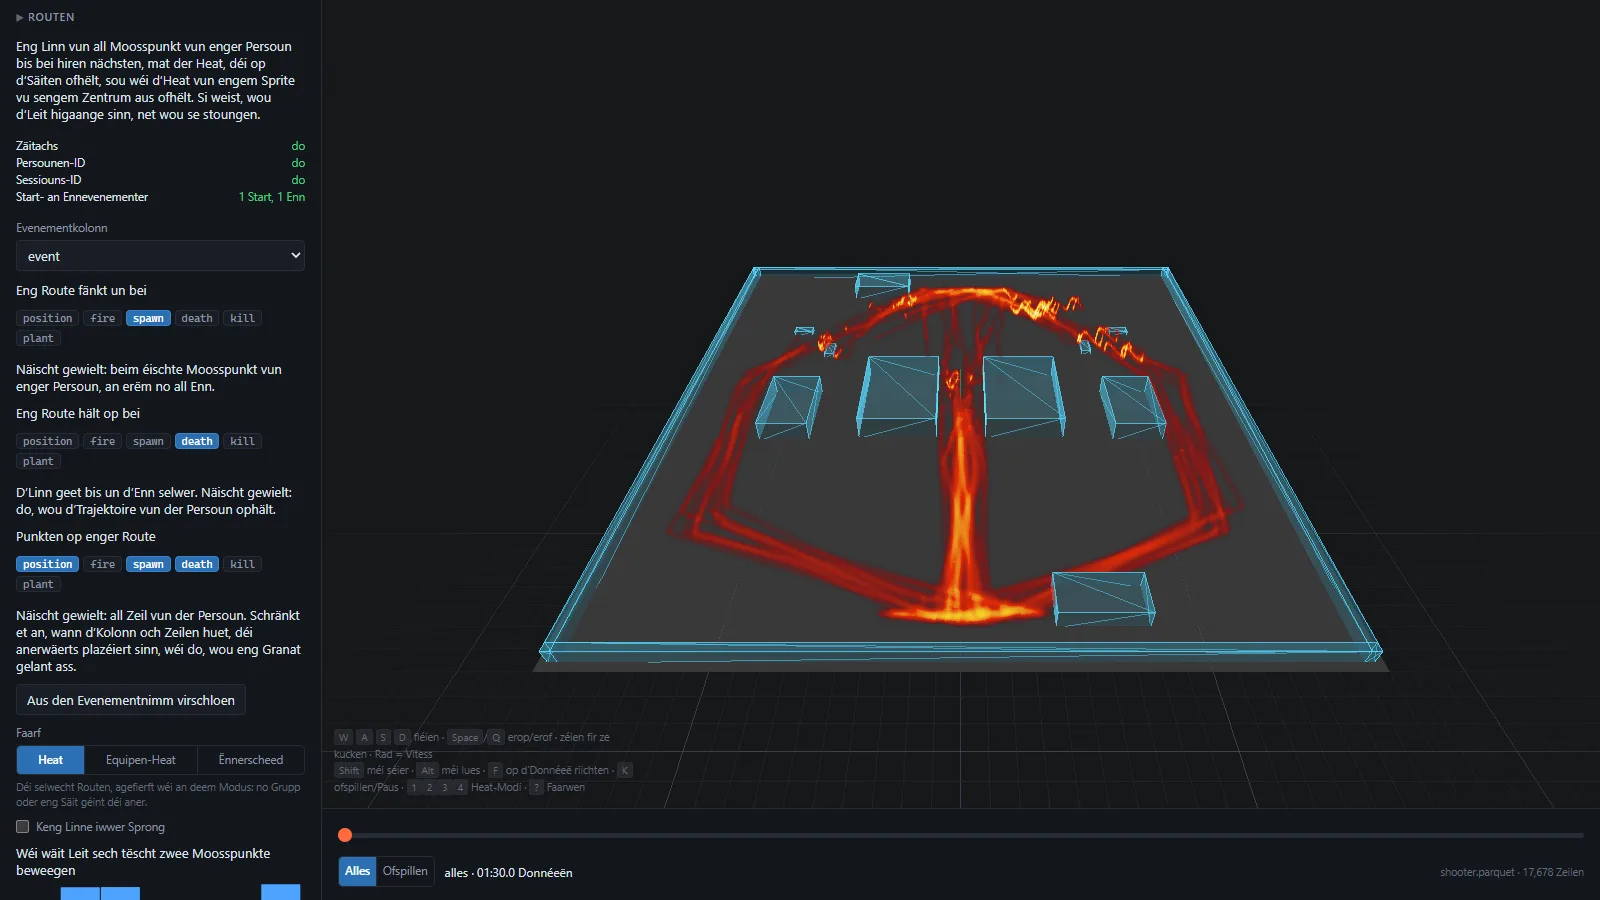 ▶ ROUTEN
Eng Linn vun all Moosspunkt vun enger Persoun
bis bei hiren nächsten, mat der Heat, déi op
d'Säiten ofhëlt, sou wéi d'Heat vun engem Sprite
vu sengem Zentrum aus ofhëlt. Si weist, wou
d'Leit higaange sinn, net wou se stoungen.
Zäitachs do
Persounen-ID do
Sessiouns-ID do
Start- an Ennevenementer 1 Start, 1 Enn
Evenementkolonn
event
Eng Route fänkt un bei
position fire spawn death kill
plant
Näischt gewielt: beim éischte Moosspunkt vun
enger Persoun, an erëm no all Enn.
Eng Route hält op bei
position fire spawn death kill
plant
D'Linn geet bis un d'Enn selwer. Näischt gewielt:
do, wou d'Trajektoire vun der Persoun ophält.
Punkten op enger Route
position fire spawn death kill
plant
Näischt gewielt: all Zeil vun der Persoun. Schränkt
et an, wann d'Kolonn och Zeilen huet, déi
anerwäerts plazéiert sinn, wéi do, wou eng Granat
gelant ass.
Aus den Evenementnimm virschloen
Faarf
Heat Equipen-Heat Ënnerscheed
Déi selwecht Routen, agefierft wéi an deem Modus: no Grupp
oder eng Säit géint déi aner.
Keng Linne iwwer Sprong
Wéi wäit Leit sech tëscht zwee Moosspunkte
beweegen
W A S D fléien · Space / Q erop/erof · zéien fir ze
kucken · Rad = Vitess
Shift méi séier · Alt méi lues · F op d'Donnéeë riichten · K
ofspillen/Paus · 1 2 3 4 Heat-Modi · ? Faarwen
Alles Ofspillen alles · 01:30.0 Donnéeën
shooter.parquet · 17,678 Zeilen